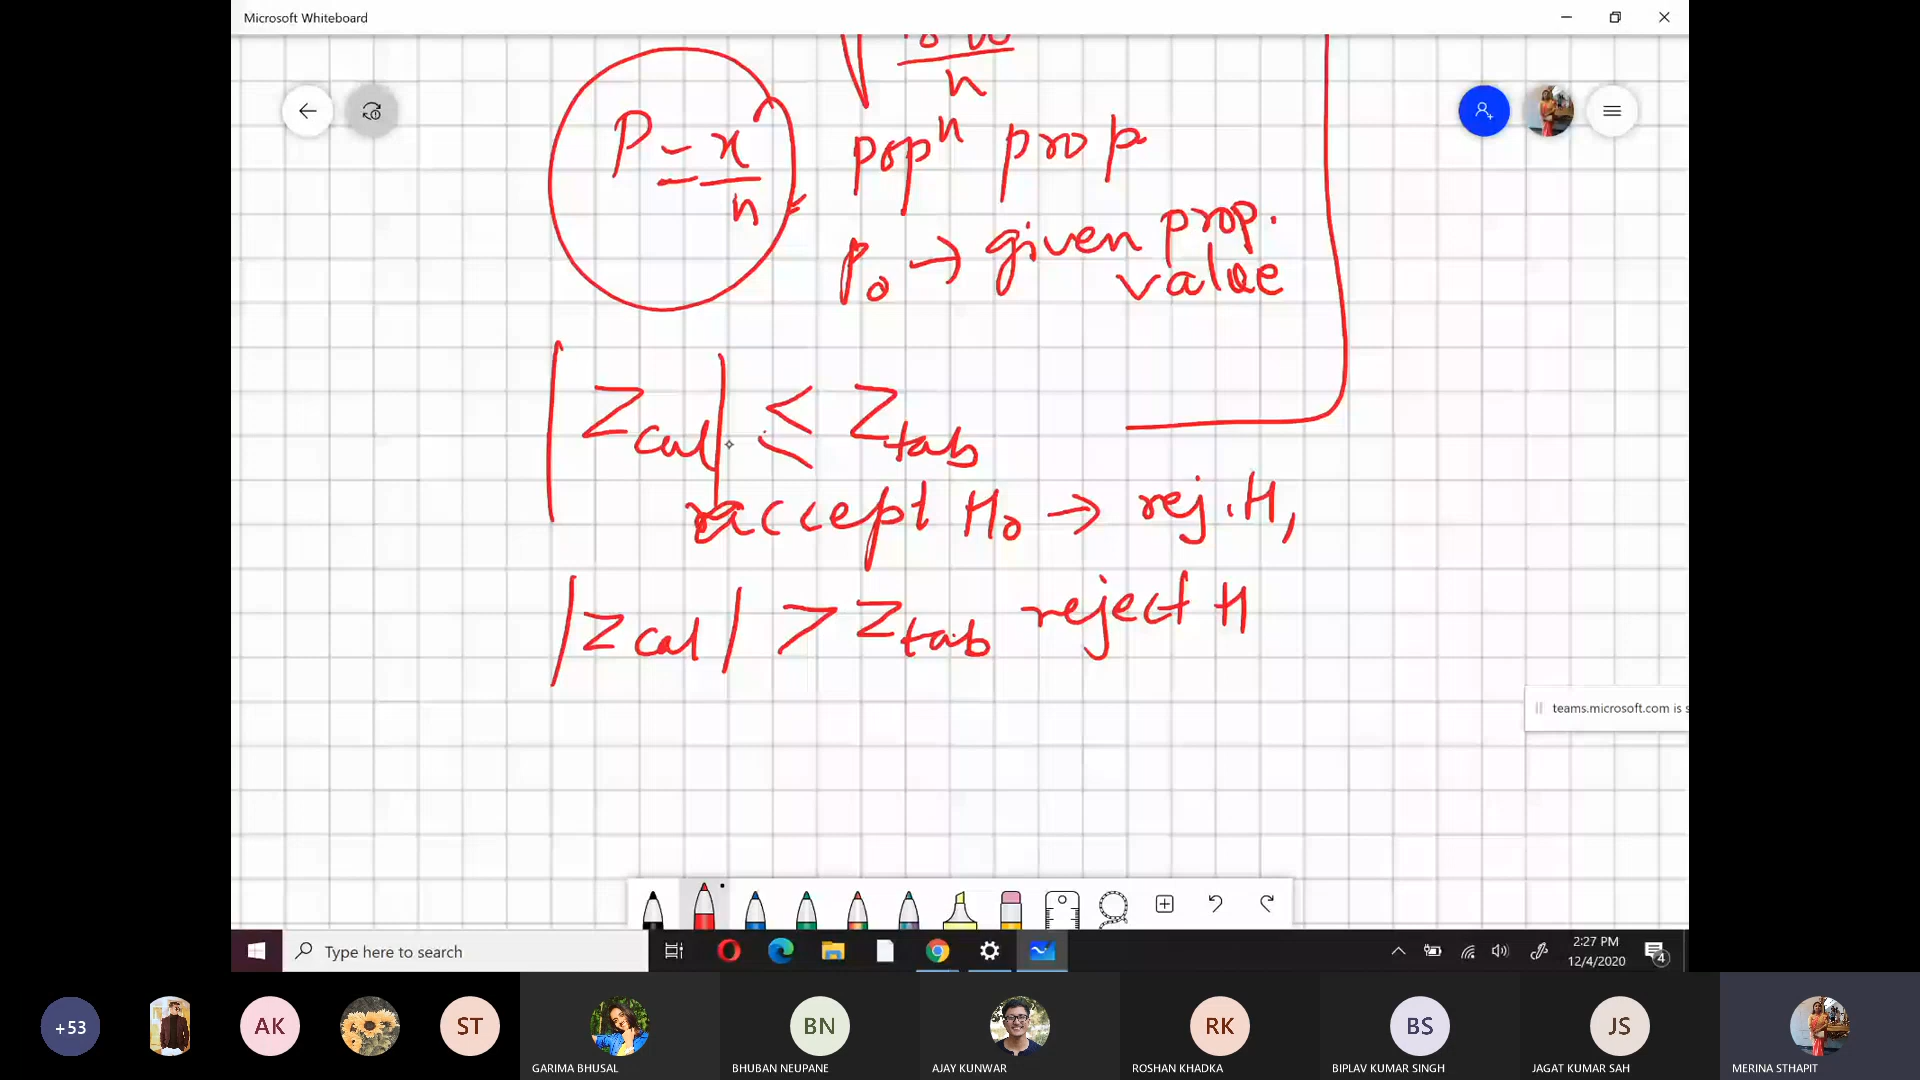 Microsoft Whiteboard
n
P = x/n
popⁿ prop
P₀ → given prop. value
|Zcal| ≤ Ztab
accept H₀ → rej. H₁
|Zcal| > Ztab reject H
teams.microsoft.com is s
Type here to search
2:27 PM
12/4/2020
4
+53
AK
ST
BN
RK
BS
JS
GARIMA BHUSAL
BHUBAN NEUPANE
AJAY KUNWAR
ROSHAN KHADKA
BIPLAV KUMAR SINGH
JAGAT KUMAR SAH
MERINA STHAPIT